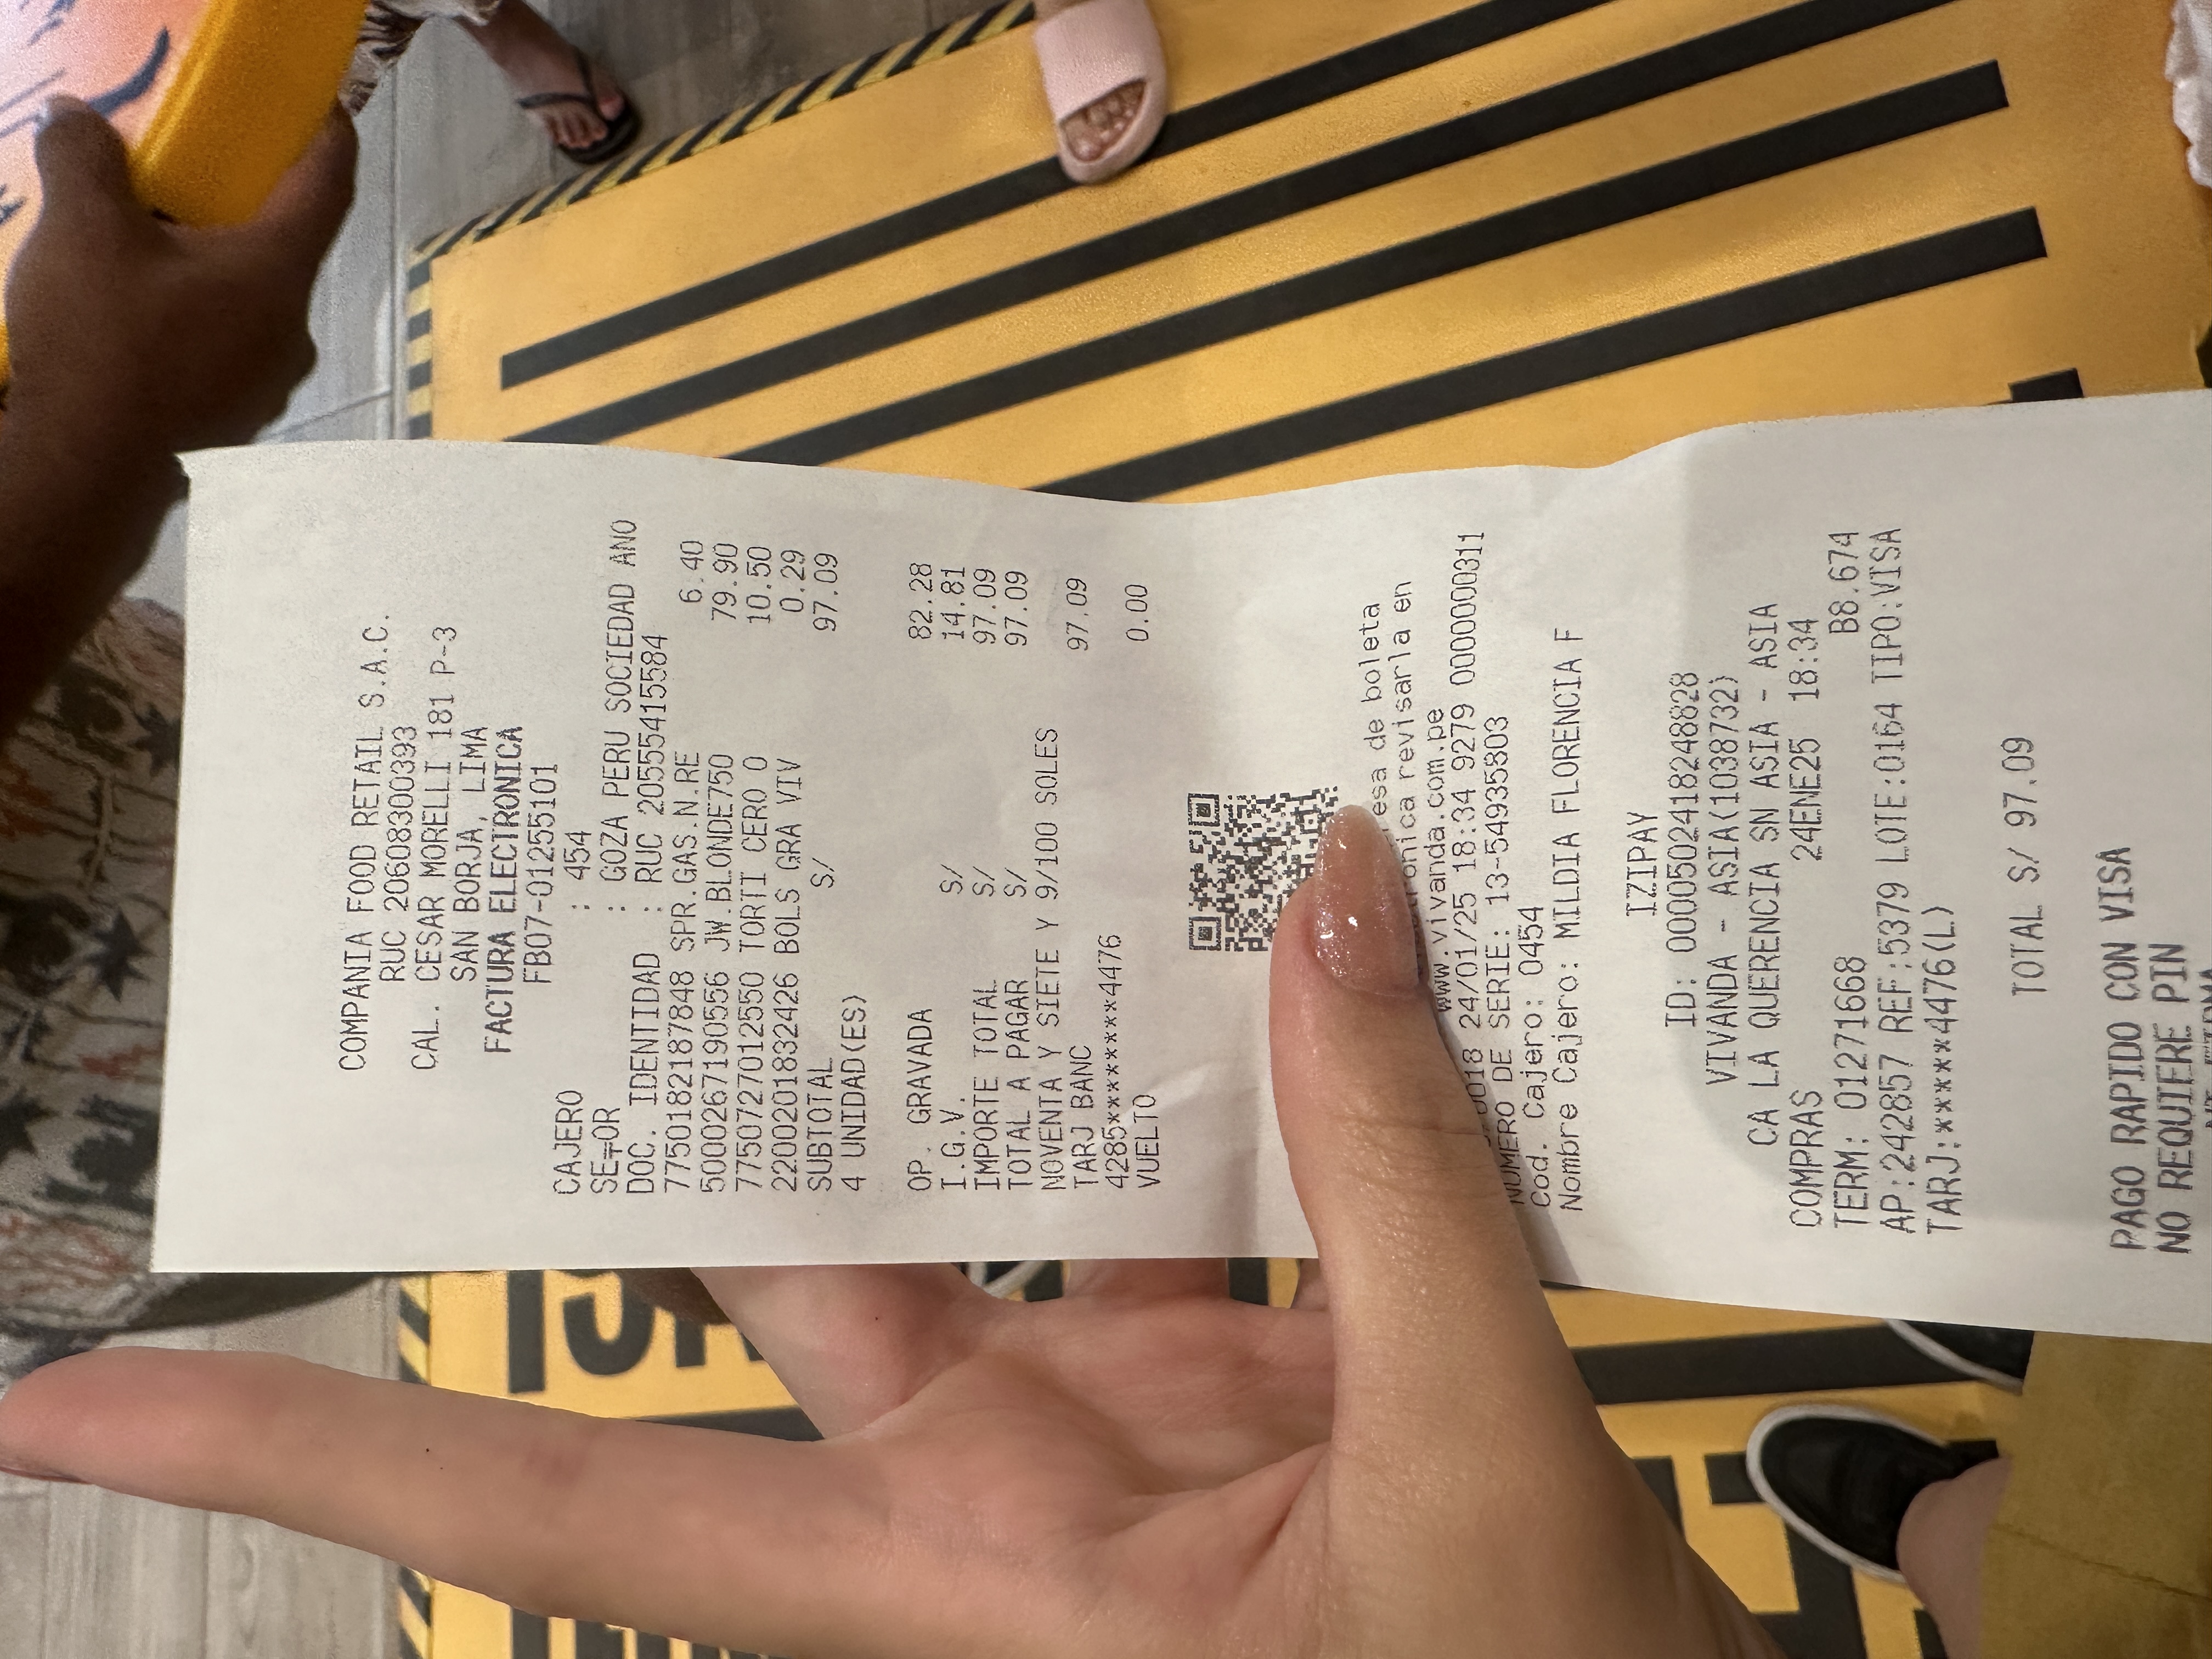 COMPANIA FOOD RETAIL S.A.C.
RUC 20608300393
CAL. CESAR MORELLI 181 P-3
SAN BORJA, LIMA
FACTURA ELECTRONICA
FB07-01255101
CAJERO : 454
SE╤OR : GOZA PERU SOCIEDAD ANO
DOC. IDENTIDAD : RUC 20555415584
7750182187848 SPR.GAS.N.RE 6.40
5000267190556 JW.BLONDE750 79.90
7750727012550 TORTI CERO O 10.50
2200201832426 BOLS GRA VIV 0.29
SUBTOTAL S/ 97.09
4 UNIDAD(ES)
OP. GRAVADA 82.28
I.G.V. S/ 14.81
IMPORTE TOTAL S/ 97.09
TOTAL A PAGAR S/ 97.09
NOVENTA Y SIETE Y 9/100 SOLES
TARJ BANC 97.09
4285********4476
VUELTO 0.00
de boleta
revisarla en
www.vivanda.com.pe
0018 24/01/25 18:34 9279 0000000311
NUMERO DE SERIE: 13-54935803
Cod. Cajero: 0454
Nombre Cajero: MILDIA FLORENCIA F
IZIPAY
ID: 0000502418248828
VIVANDA - ASIA(1038732)
CA LA QUERENCIA SN ASIA - ASIA
COMPRAS 24ENE25 18:34
TERM: 01271668 B8.674
AP:242857 REF:5379 LOTE:0164 TIPO:VISA
TARJ:*****4476(L)
TOTAL S/ 97.09
PAGO RAPIDO CON VISA
NO REQUIERE PIN